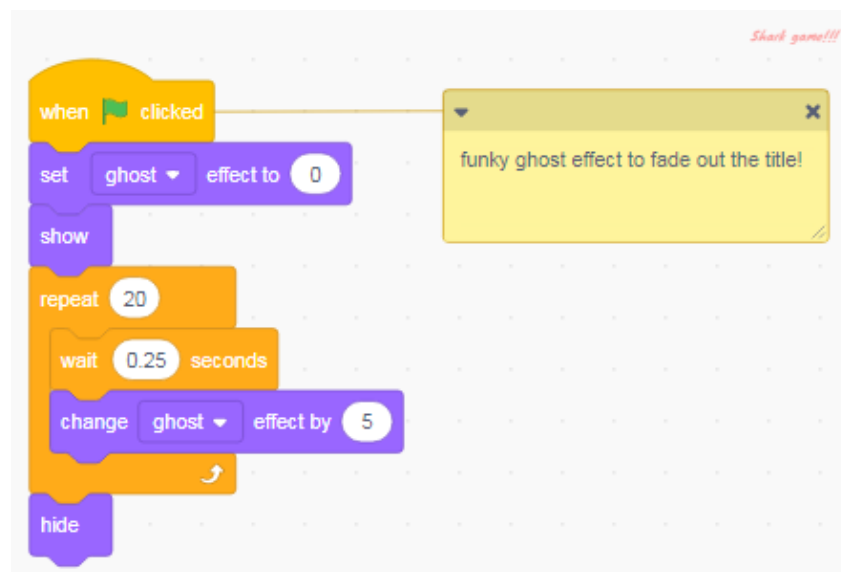 Shark game!!!
when clicked
funky ghost effect to fade out the title!
set ghost effect to 0
show
repeat 20
wait 0.25 seconds
change ghost effect by 5
hide